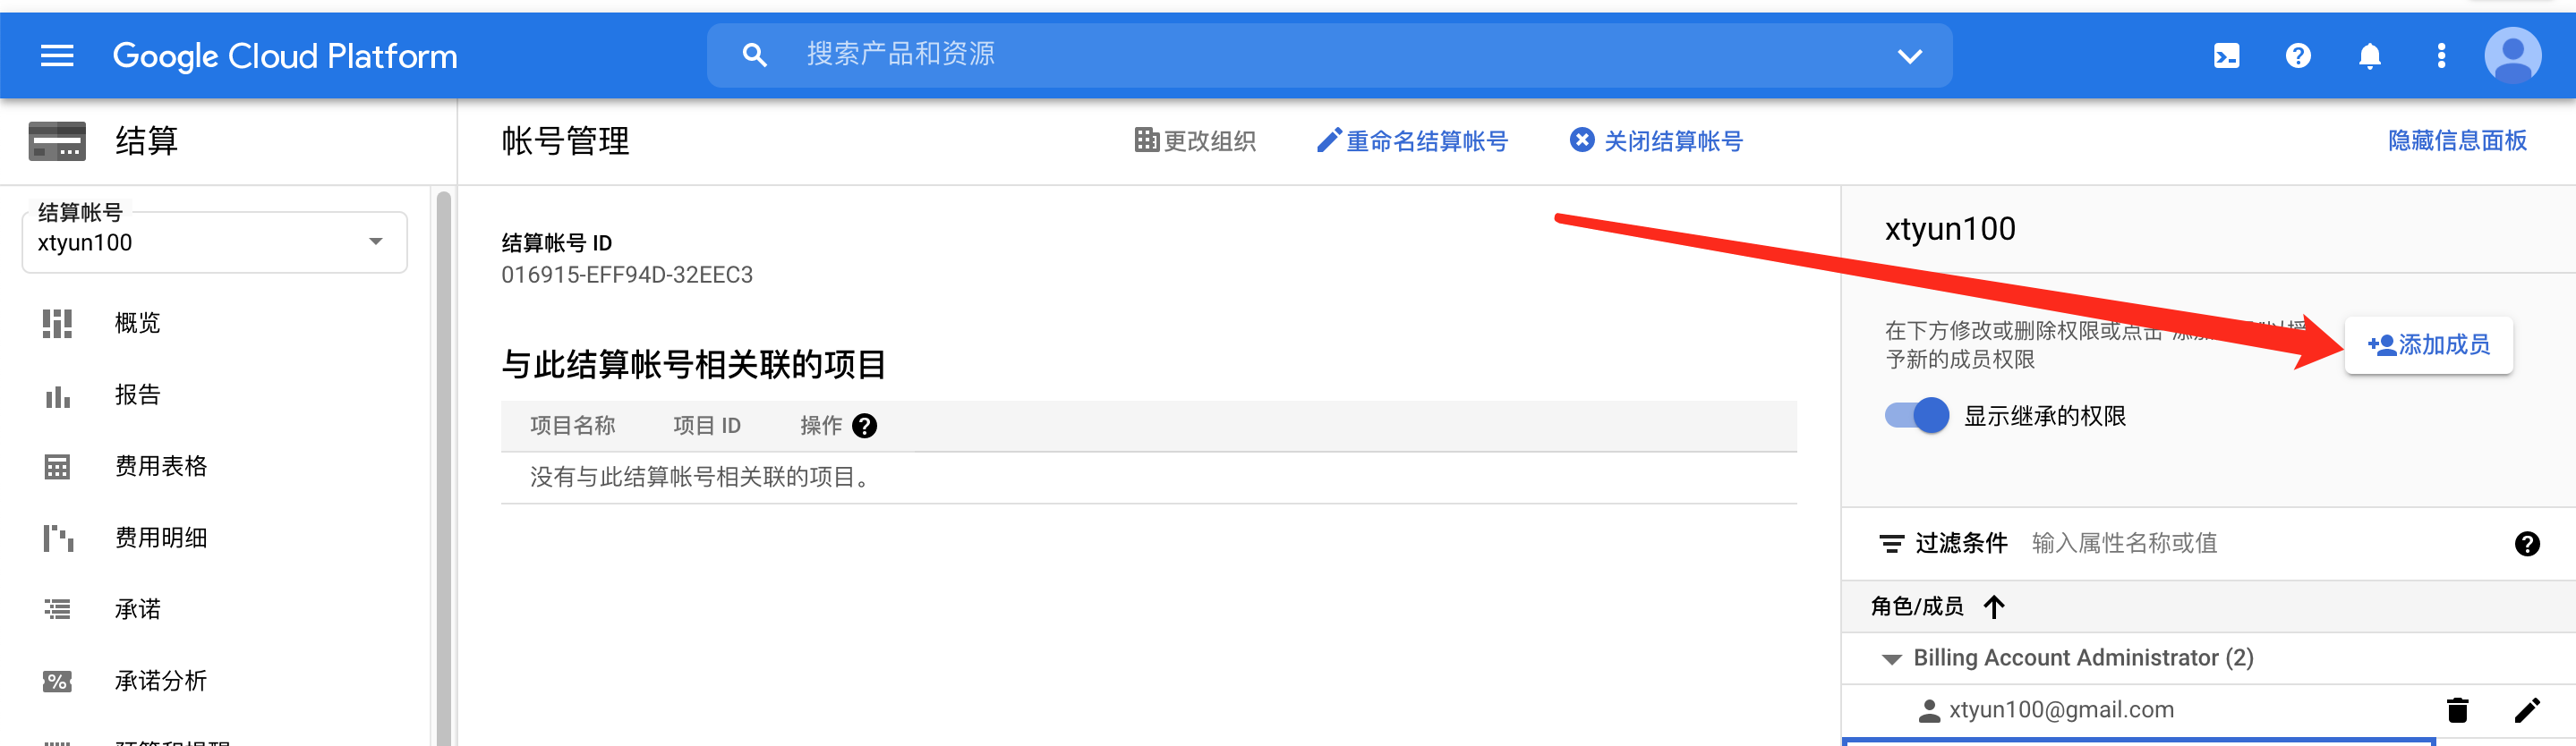 Google Cloud Platform
搜索产品和资源
结算
帐号管理
更改组织
重命名结算帐号
关闭结算帐号
隐藏信息面板
结算帐号
xtyun100
概览
报告
费用表格
费用明细
承诺
承诺分析
结算帐号 ID
016915-EFF94D-32EEC3
与此结算帐号相关联的项目
项目名称 项目 ID 操作
没有与此结算帐号相关联的项目。
xtyun100
在下方修改或删除权限或点击
予新的成员权限
添加成员
显示继承的权限
过滤条件 输入属性名称或值
角色/成员
Billing Account Administrator (2)
xtyun100@gmail.com